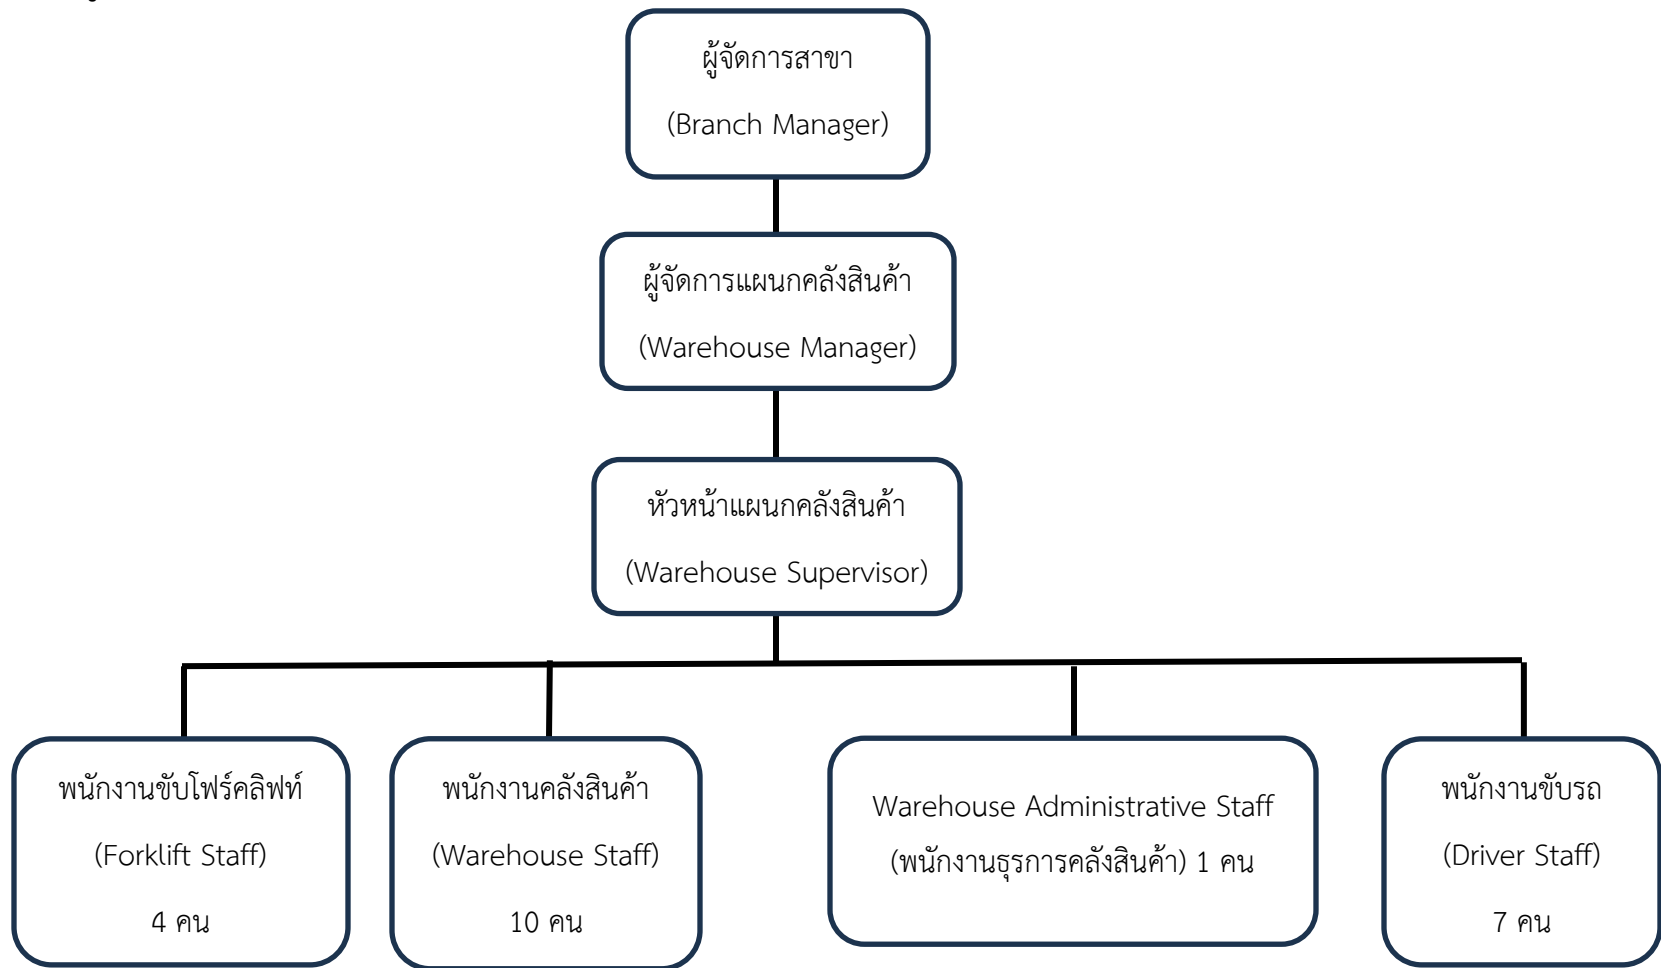 ผู้จัดการสาขา
(Branch Manager)
ผู้จัดการแผนกคลังสินค้า
(Warehouse Manager)
หัวหน้าแผนกคลังสินค้า
(Warehouse Supervisor)
พนักงานขับโฟร์คลิฟท์
(Forklift Staff)
4 คน
พนักงานคลังสินค้า
(Warehouse Staff)
10 คน
Warehouse Administrative Staff
(พนักงานธุรการคลังสินค้า) 1 คน
พนักงานขับรถ
(Driver Staff)
7 คน